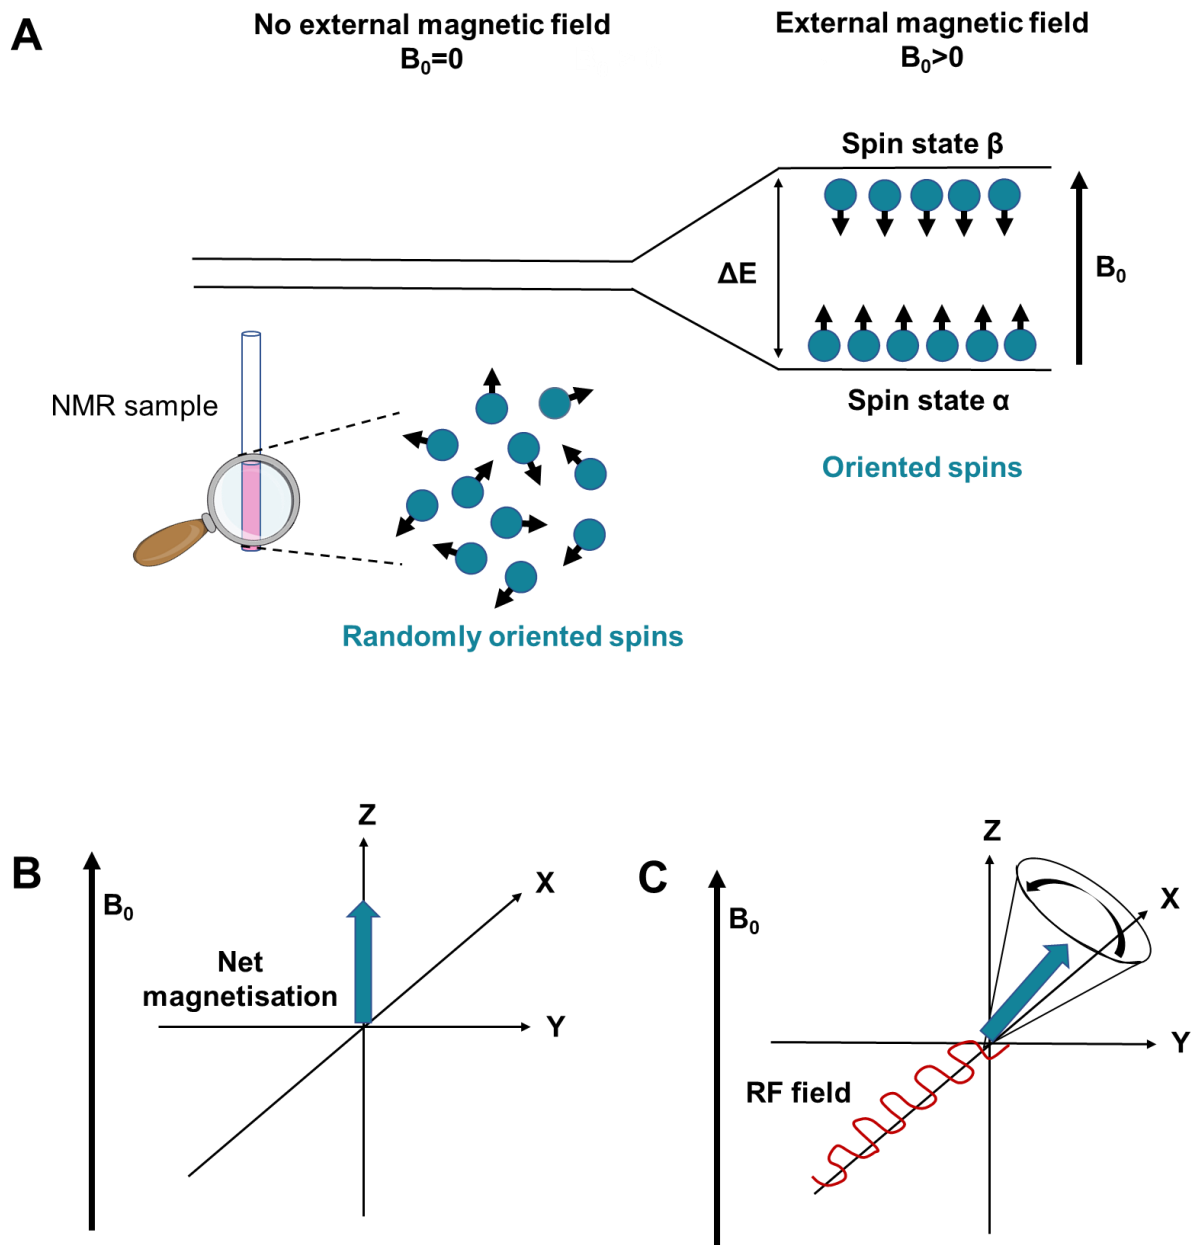 A
No external magnetic field
B₀=0
External magnetic field
B₀>0
Spin state β
ΔE
B₀
Spin state α
Oriented spins
NMR sample
Randomly oriented spins
B
B₀
Z
X
Y
Net
magnetisation
C
B₀
Z
X
Y
RF field